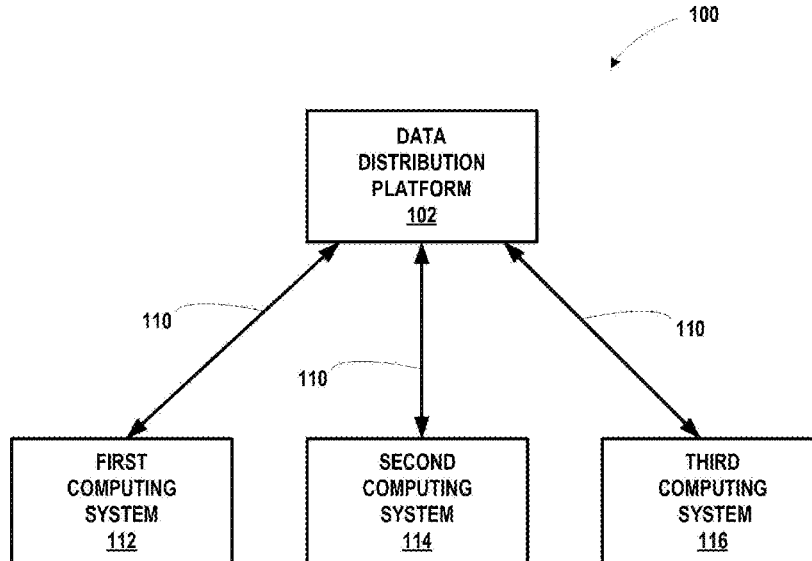 100
DATA
DISTRIBUTION
PLATFORM
102
110
110
110
FIRST
COMPUTING
SYSTEM
112
SECOND
COMPUTING
SYSTEM
114
THIRD
COMPUTING
SYSTEM
116